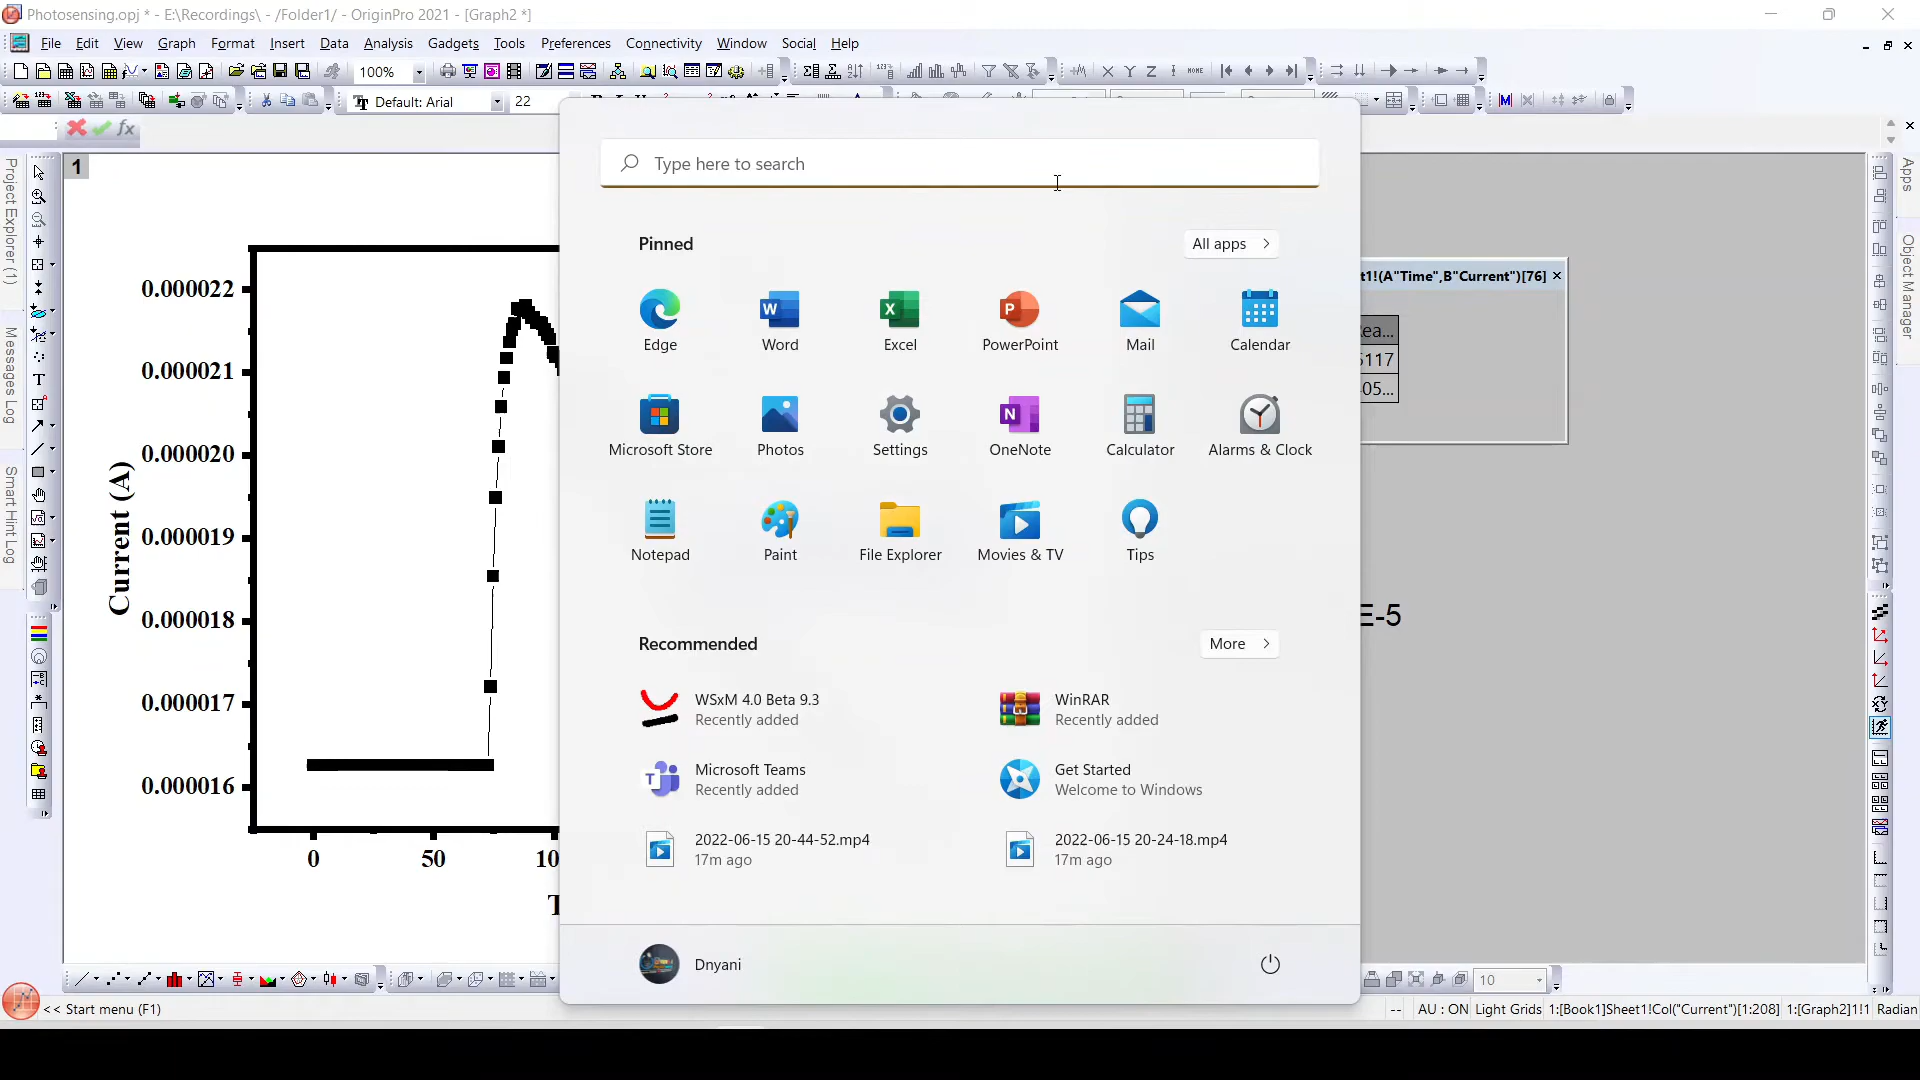 Photosensing.opj * - E:\Recordings\ - /Folder1/ - OriginPro 2021 - [Graph2 *]
File Edit View Graph Format Insert Data Analysis Gadgets Tools Preferences Connectivity Window Social Help
100%
Default: Arial 22
Type here to search
Project Explorer (1)
Messages Log
Smart Hint Log
Apps
Object Manager
1
Pinned
All apps
t1!(A"Time",B"Current")[76]
Edge Word Excel PowerPoint Mail Calendar
Microsoft Store Photos Settings OneNote Calculator Alarms & Clock
Notepad Paint File Explorer Movies & TV Tips
0.000022
0.000021
0.000020
0.000019
0.000018
0.000017
0.000016
Current (A)
0 50
E-5
Recommended
More
WSxM 4.0 Beta 9.3
Recently added
WinRAR
Recently added
Microsoft Teams
Recently added
Get Started
Welcome to Windows
2022-06-15 20-44-52.mp4
17m ago
2022-06-15 20-24-18.mp4
17m ago
Dnyani
10
<< Start menu (F1)
-- AU : ON Light Grids 1:[Book1]Sheet1!Col("Current")[1:208] 1:[Graph2]1!1 Radian